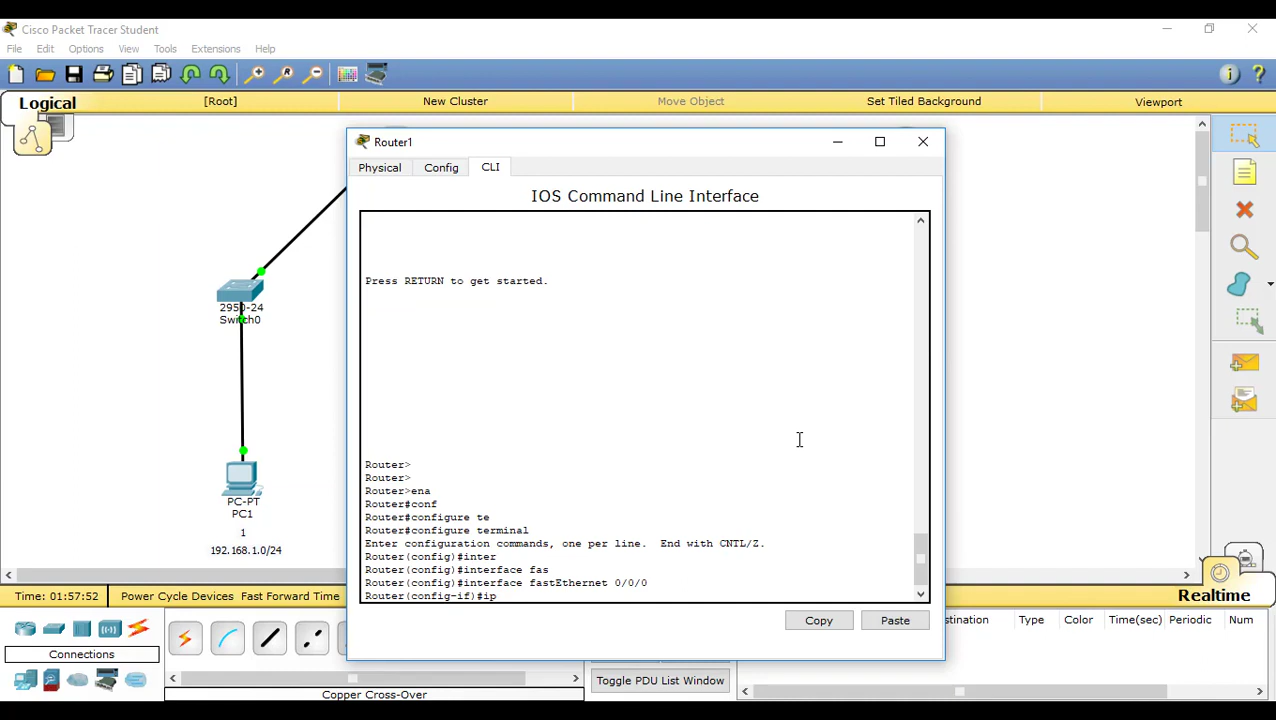 Cisco Packet Tracer Student
File Edit Options View Tools Extensions Help
Logical [Root] New Cluster Move Object Set Tiled Background Viewport
Router1
Physical Config CLI
IOS Command Line Interface
Press RETURN to get started.
Router>
Router>
Router>ena
Router#conf
Router#configure te
Router#configure terminal
Enter configuration commands, one per line.  End with CNTL/Z.
Router(config)#inter
Router(config)#interface fas
Router(config)#interface fastEthernet 0/0/0
Router(config-if)#ip
Copy Paste
2950-24
Switch0
PC-PT
PC1
1
192.168.1.0/24
Time: 01:57:52 Power Cycle Devices Fast Forward Time Realtime
Connections
Copper Cross-Over
Toggle PDU List Window
stination Type Color Time(sec) Periodic Num